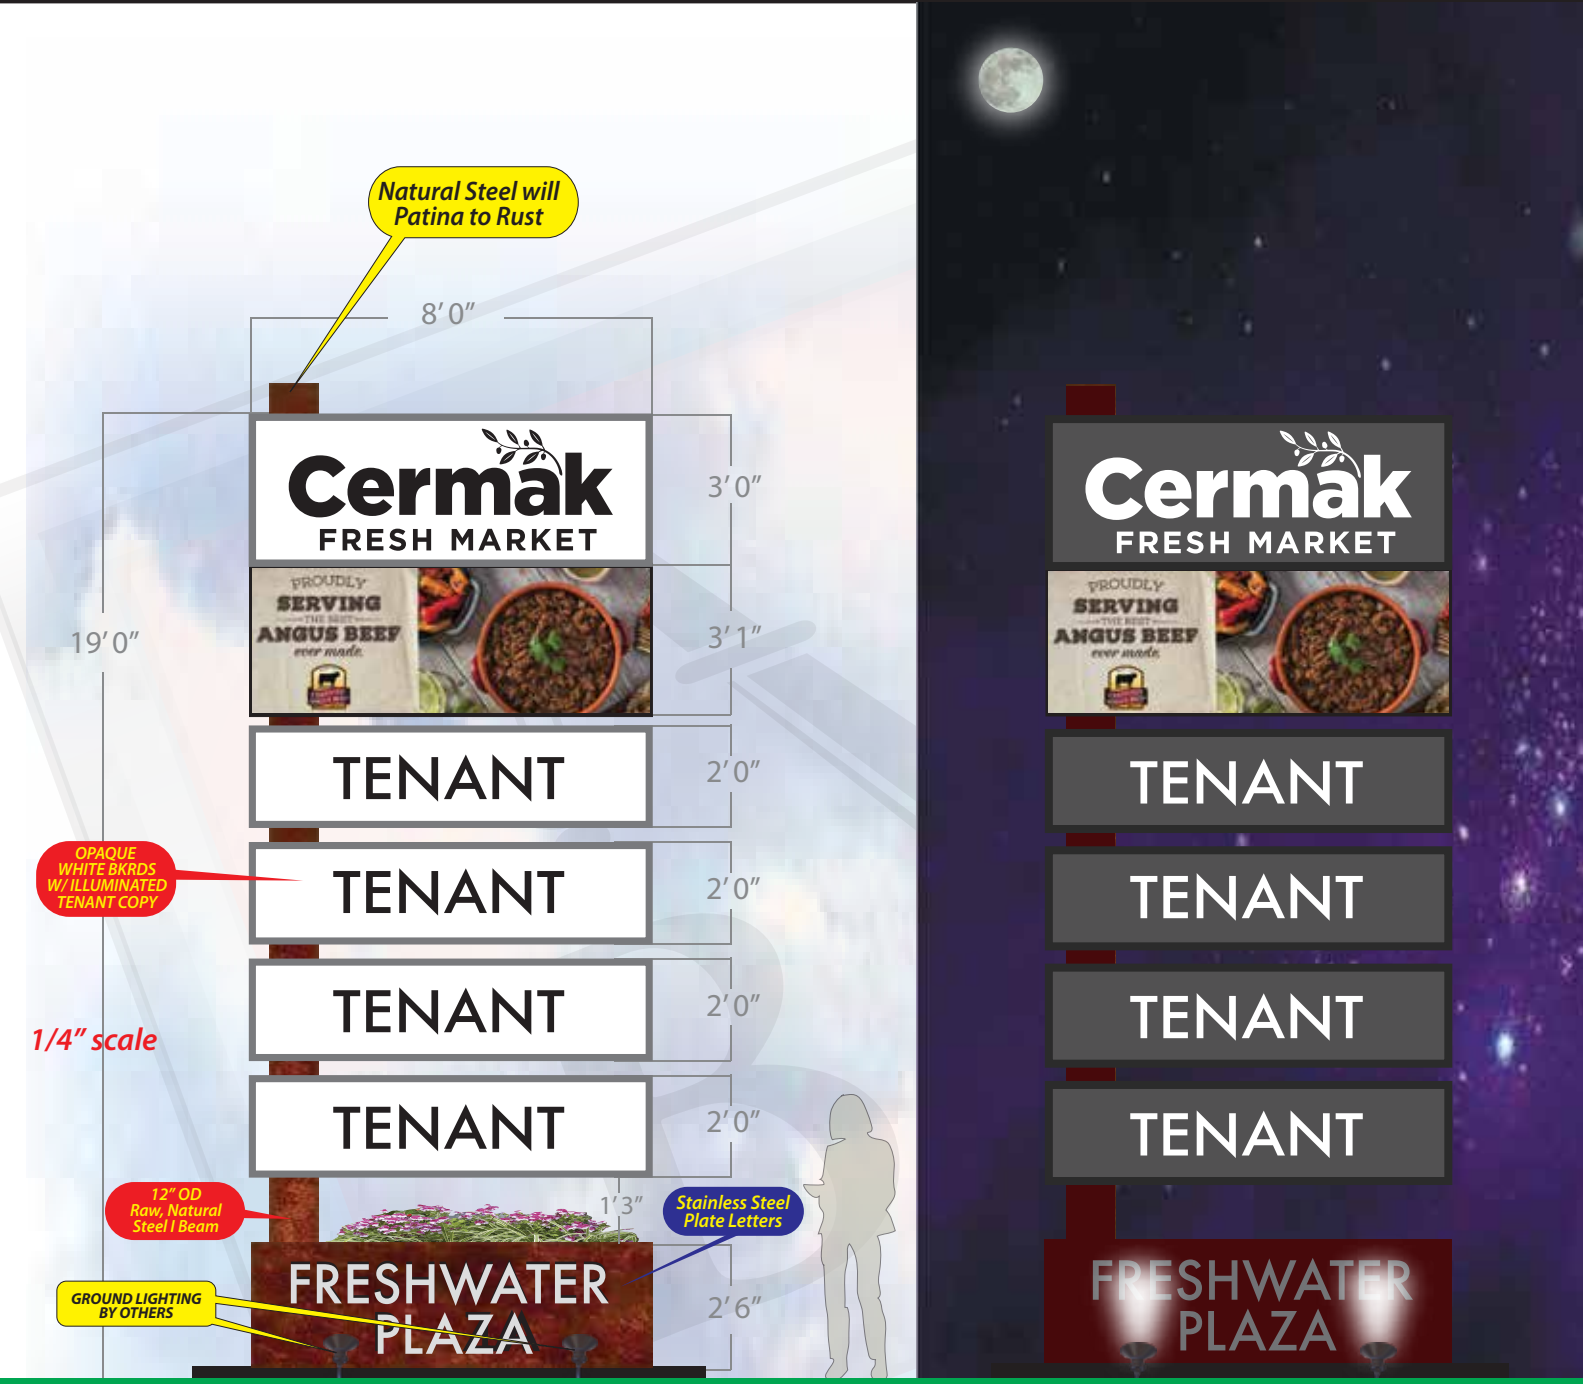 Natural Steel will
Patina to Rust
8’ 0”
Cermak
FRESH MARKET
3’ 0”
PROUDLY
SERVING
THE BEST
ANGUS BEEF
ever made.
3’ 1”
19’ 0”
TENANT
2’ 0”
OPAQUE
WHITE BKRDS
W/ ILLUMINATED
TENANT COPY
TENANT
2’ 0”
TENANT
2’ 0”
1/4” scale
TENANT
2’ 0”
12” OD
Raw, Natural
Steel I Beam
1’ 3”
Stainless Steel
Plate Letters
FRESHWATER
PLAZA
2’ 6”
GROUND LIGHTING
BY OTHERS
Cermak
FRESH MARKET
PROUDLY
SERVING
THE BEST
ANGUS BEEF
ever made.
TENANT
TENANT
TENANT
TENANT
FRESHWATER
PLAZA